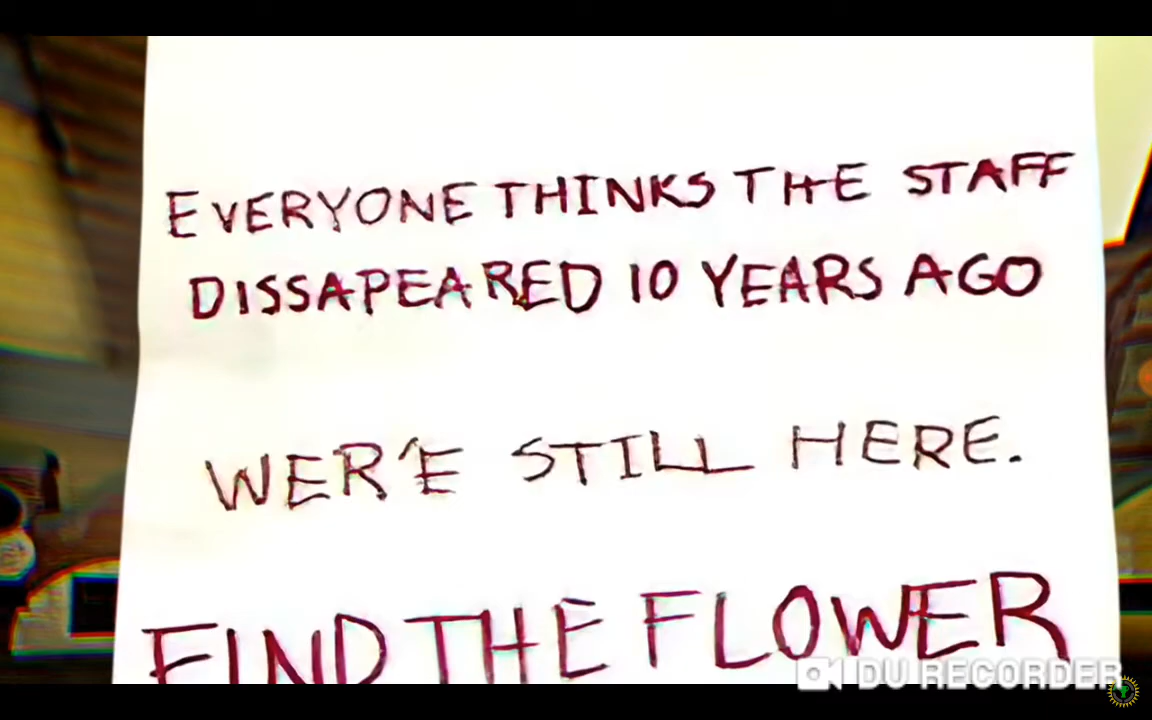 EVERYONE THINKS THE STAFF
DISSAPEARED 10 YEARS AGO
WER'E STILL HERE.
FIND THE FLOWER
DU RECORDER